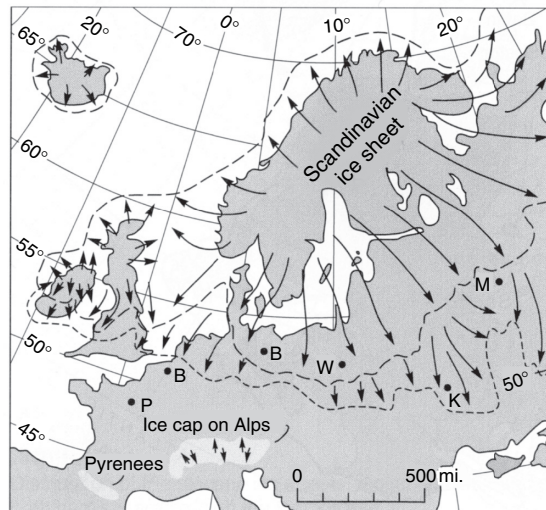 65°
70°
0°
10°
20°
20°
60°
Scandinavian
ice sheet
55°
M
50°
B
W
B
K
50°
P
Ice cap on Alps
45°
Pyrenees
0
500 mi.